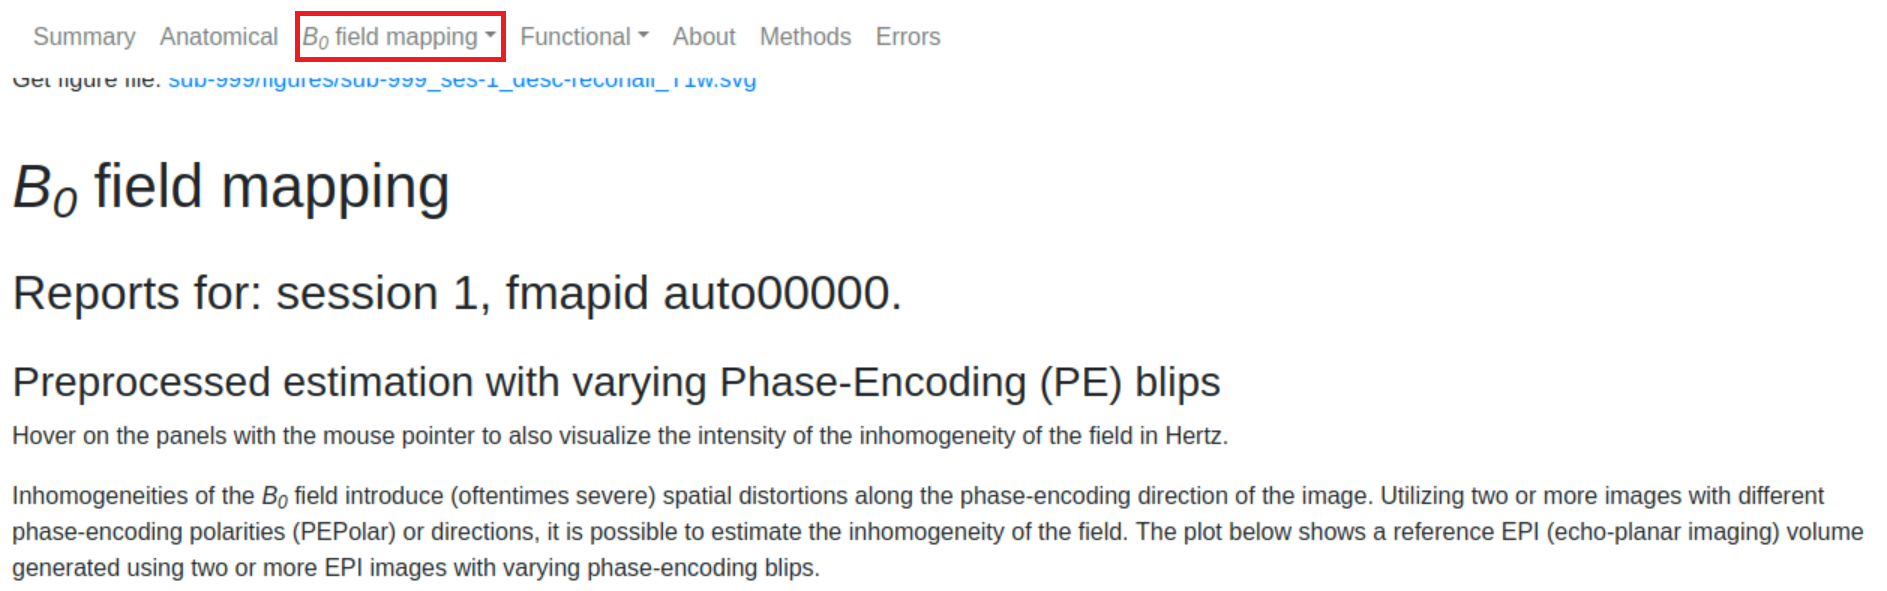 Summary Anatomical B0 field mapping Functional About Methods Errors
Get figure file: sub-999/figures/sub-999_ses-1_desc-reconall_T1w.svg
B0 field mapping
Reports for: session 1, fmapid auto00000.
Preprocessed estimation with varying Phase-Encoding (PE) blips
Hover on the panels with the mouse pointer to also visualize the intensity of the inhomogeneity of the field in Hertz.
Inhomogeneities of the B0 field introduce (oftentimes severe) spatial distortions along the phase-encoding direction of the image. Utilizing two or more images with different
phase-encoding polarities (PEPolar) or directions, it is possible to estimate the inhomogeneity of the field. The plot below shows a reference EPI (echo-planar imaging) volume
generated using two or more EPI images with varying phase-encoding blips.